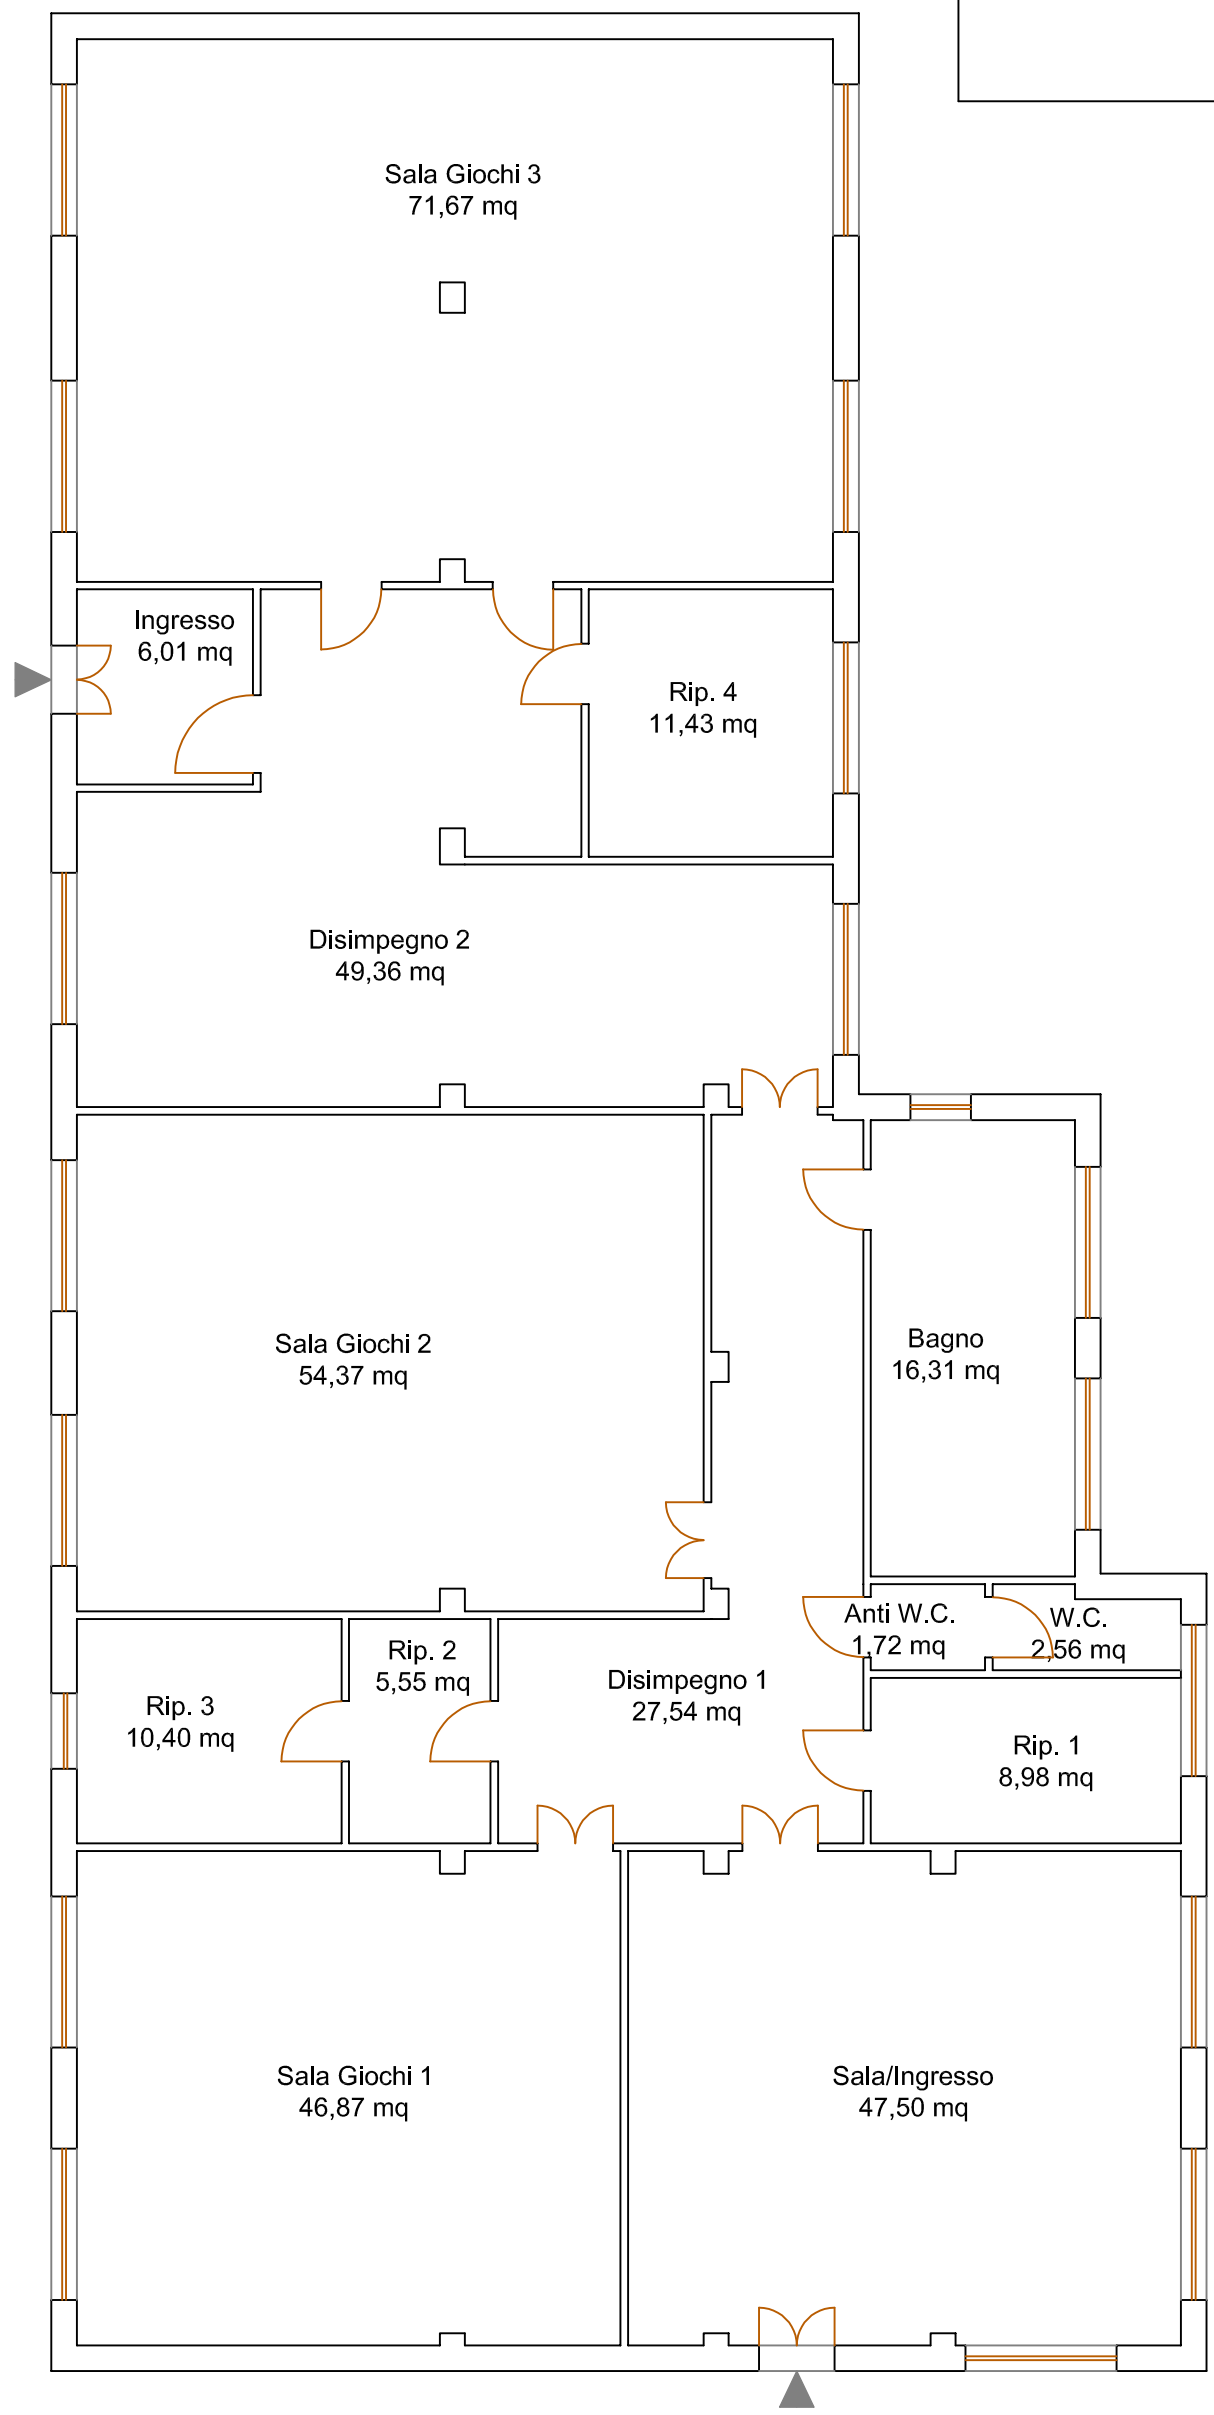 Sala Giochi 3
71,67 mq
Ingresso
6,01 mq
Rip. 4
11,43 mq
Disimpegno 2
49,36 mq
Sala Giochi 2
54,37 mq
Bagno
16,31 mq
Anti W.C.
1,72 mq
W.C.
2,56 mq
Rip. 2
5,55 mq
Disimpegno 1
27,54 mq
Rip. 3
10,40 mq
Rip. 1
8,98 mq
Sala Giochi 1
46,87 mq
Sala/Ingresso
47,50 mq